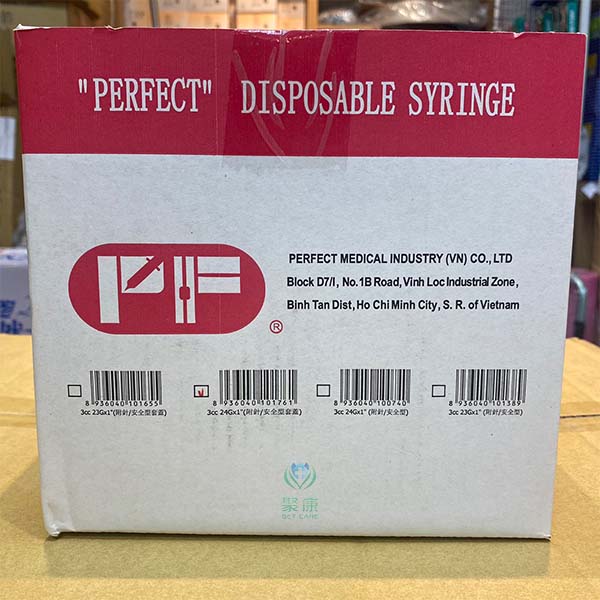 "PERFECT" DISPOSABLE SYRINGE
PERFECT MEDICAL INDUSTRY (VN) CO., LTD
Block D7/I, No.1B Road, Vinh Loc Industrial Zone,
Binh Tan Dist, Ho Chi Minh City, S. R. of Vietnam
®
8 936040 101655
3cc 23Gx1"(附針/安全型套蓋)
8 936040 101761
3cc 24Gx1"(附針/安全型套蓋)
8 936040 100740
3cc 24Gx1"(附針/安全型)
8 936040 101389
3cc 23Gx1" (附針/安全型)
聚康
GCT CARE